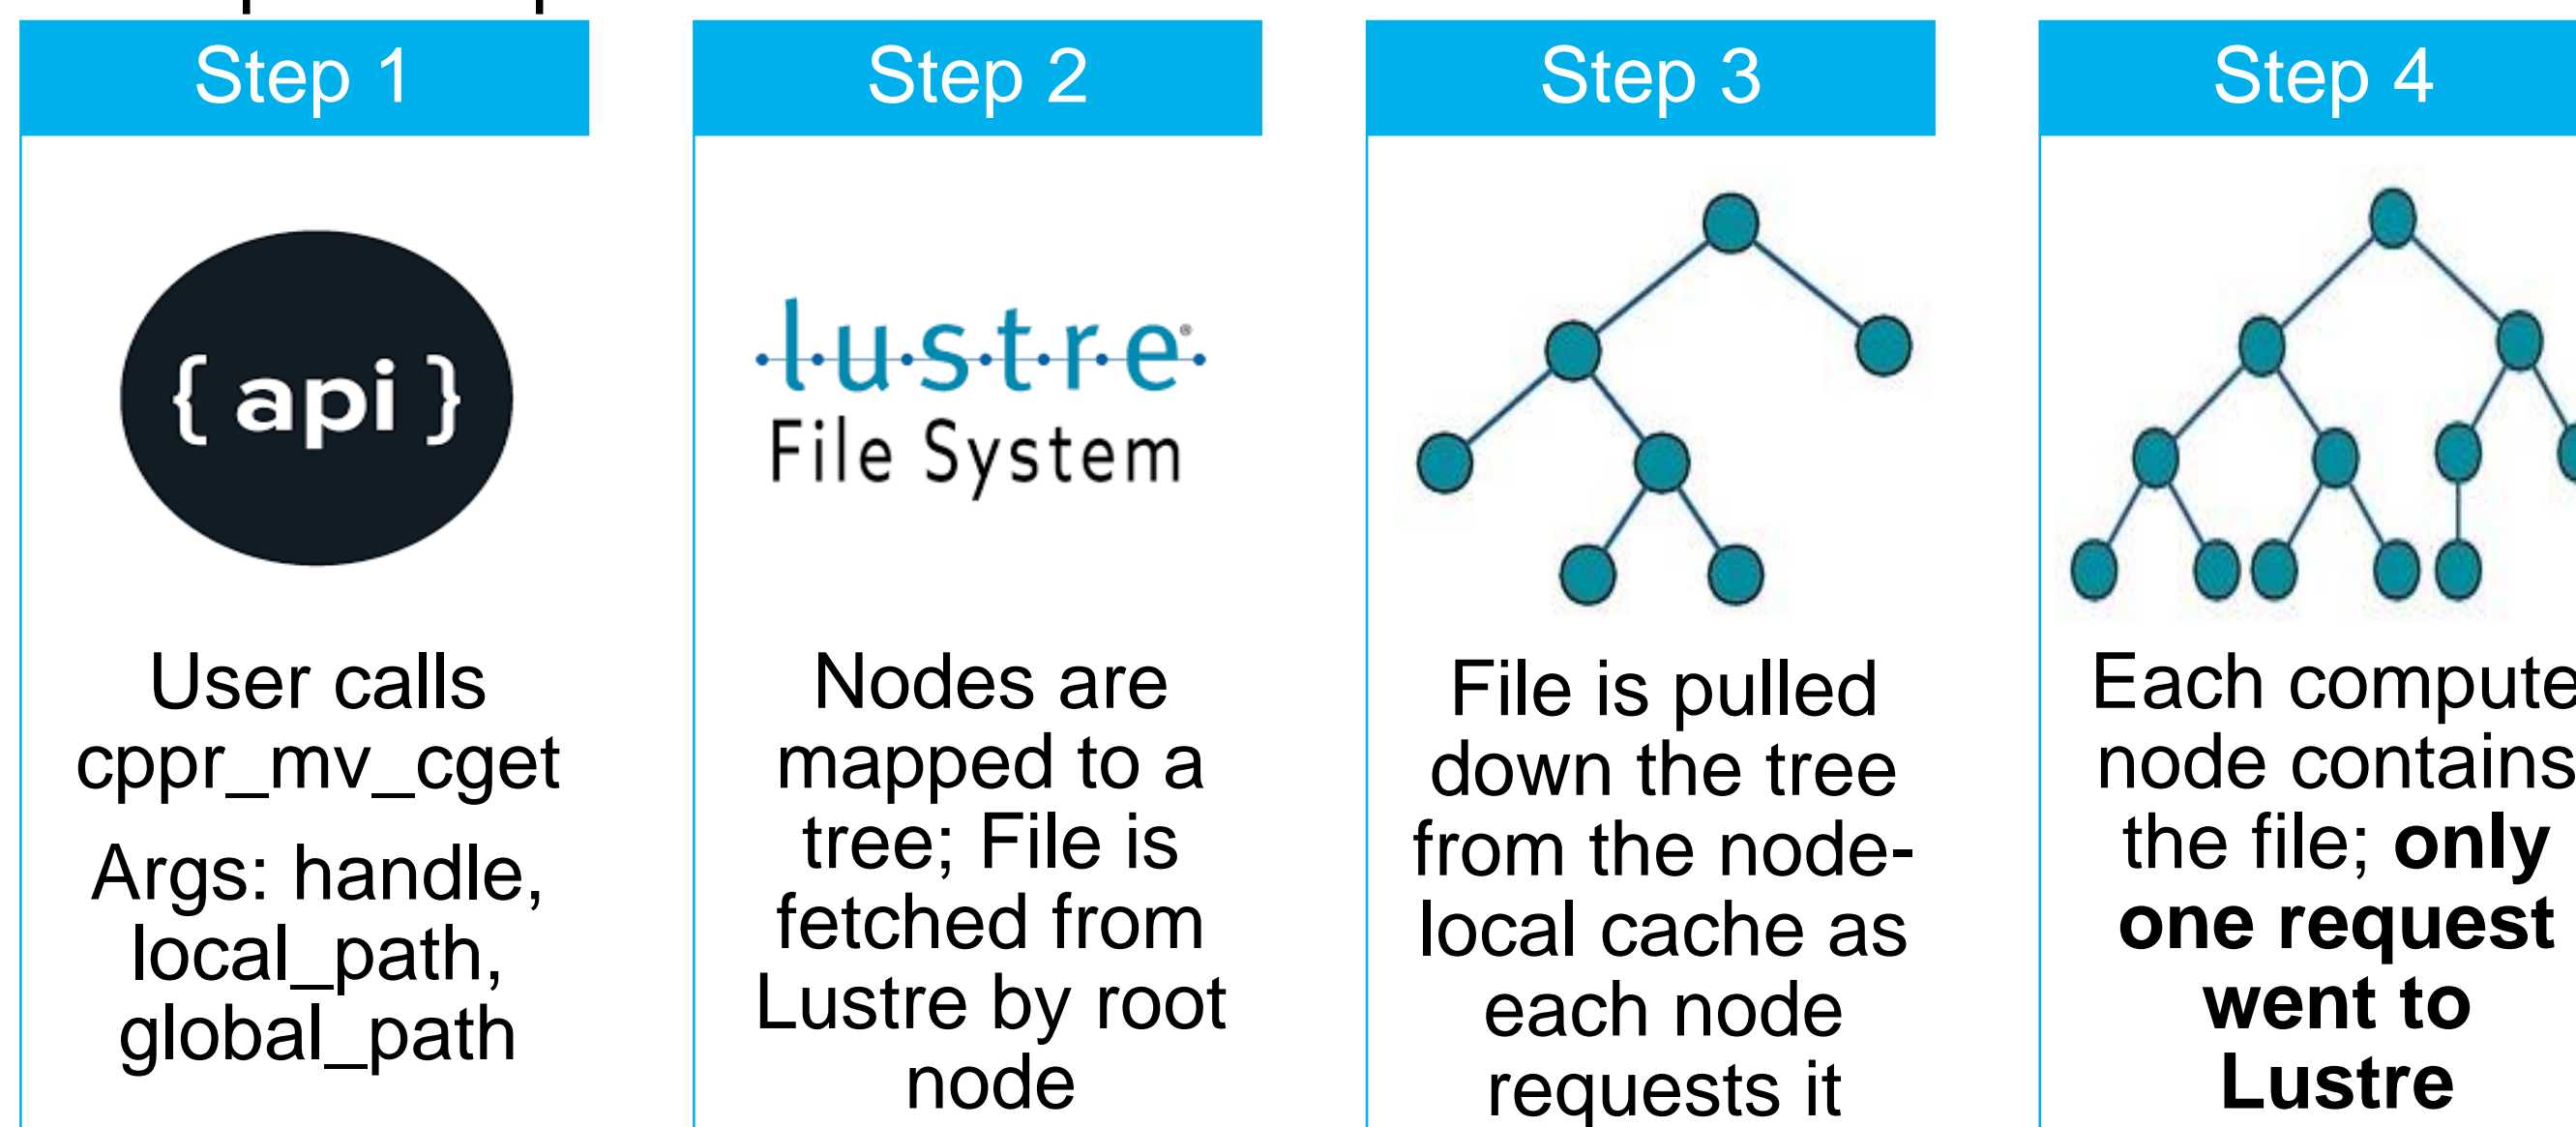 Step 1
{ api }
User calls
cppr_mv_cget
Args: handle,
local_path,
global_path
Step 2
lustre®
File System
Nodes are
mapped to a
tree; File is
fetched from
Lustre by root
node
Step 3
File is pulled
down the tree
from the node-
local cache as
each node
requests it
Step 4
Each compute
node contains
the file; only
one request
went to
Lustre